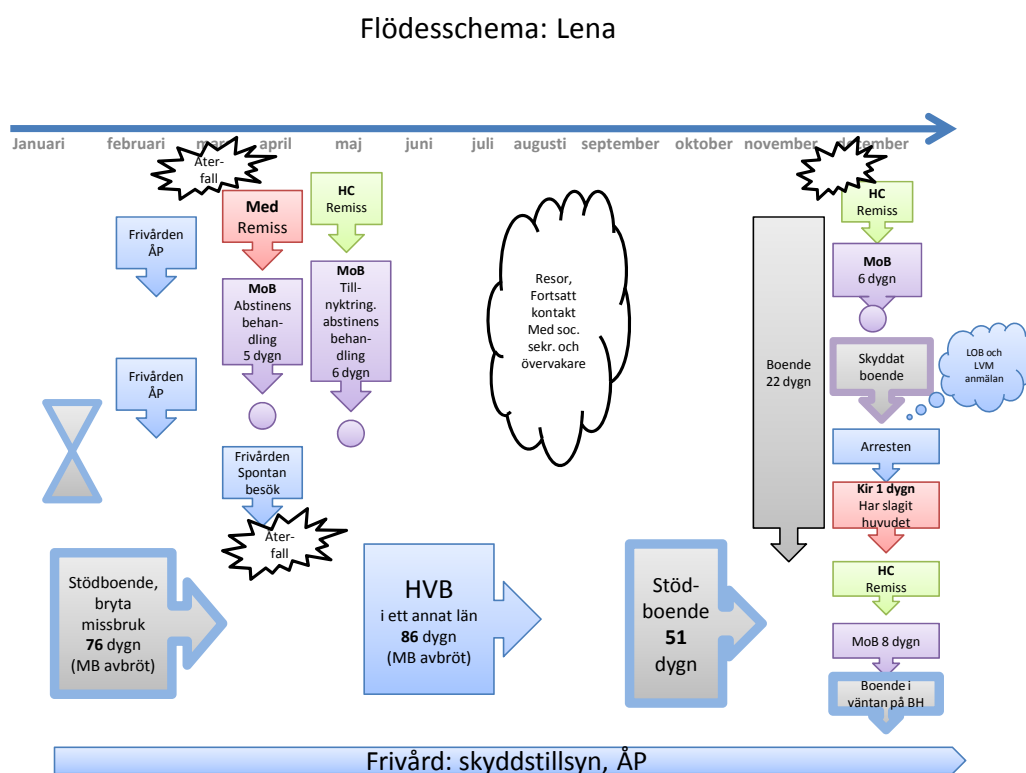 Flödesschema: Lena
Januari februari mars april maj juni juli augusti september oktober november december
Åter-
fall
Frivården
ÅP
Frivården
ÅP
Med
Remiss
MoB
Abstinens
behan-
dling
5 dygn
Frivården
Spontan
besök
Åter-
fall
HC
Remiss
MoB
Till-
nyktring.
abstinens
behan-
dling
6 dygn
Resor,
Fortsatt
kontakt
Med soc.
sekr. och
övervakare
Boende
22 dygn
HC
Remiss
MoB
6 dygn
Skyddat
boende
LOB och
LVM
anmälan
Arresten
Kir 1 dygn
Har slagit
huvudet
HC
Remiss
MoB 8 dygn
Boende i
väntan på BH
Stödboende,
bryta
missbruk
76 dygn
(MB avbröt)
HVB
i ett annat län
86 dygn
(MB avbröt)
Stöd-
boende
51
dygn
Frivård: skyddstillsyn, ÅP